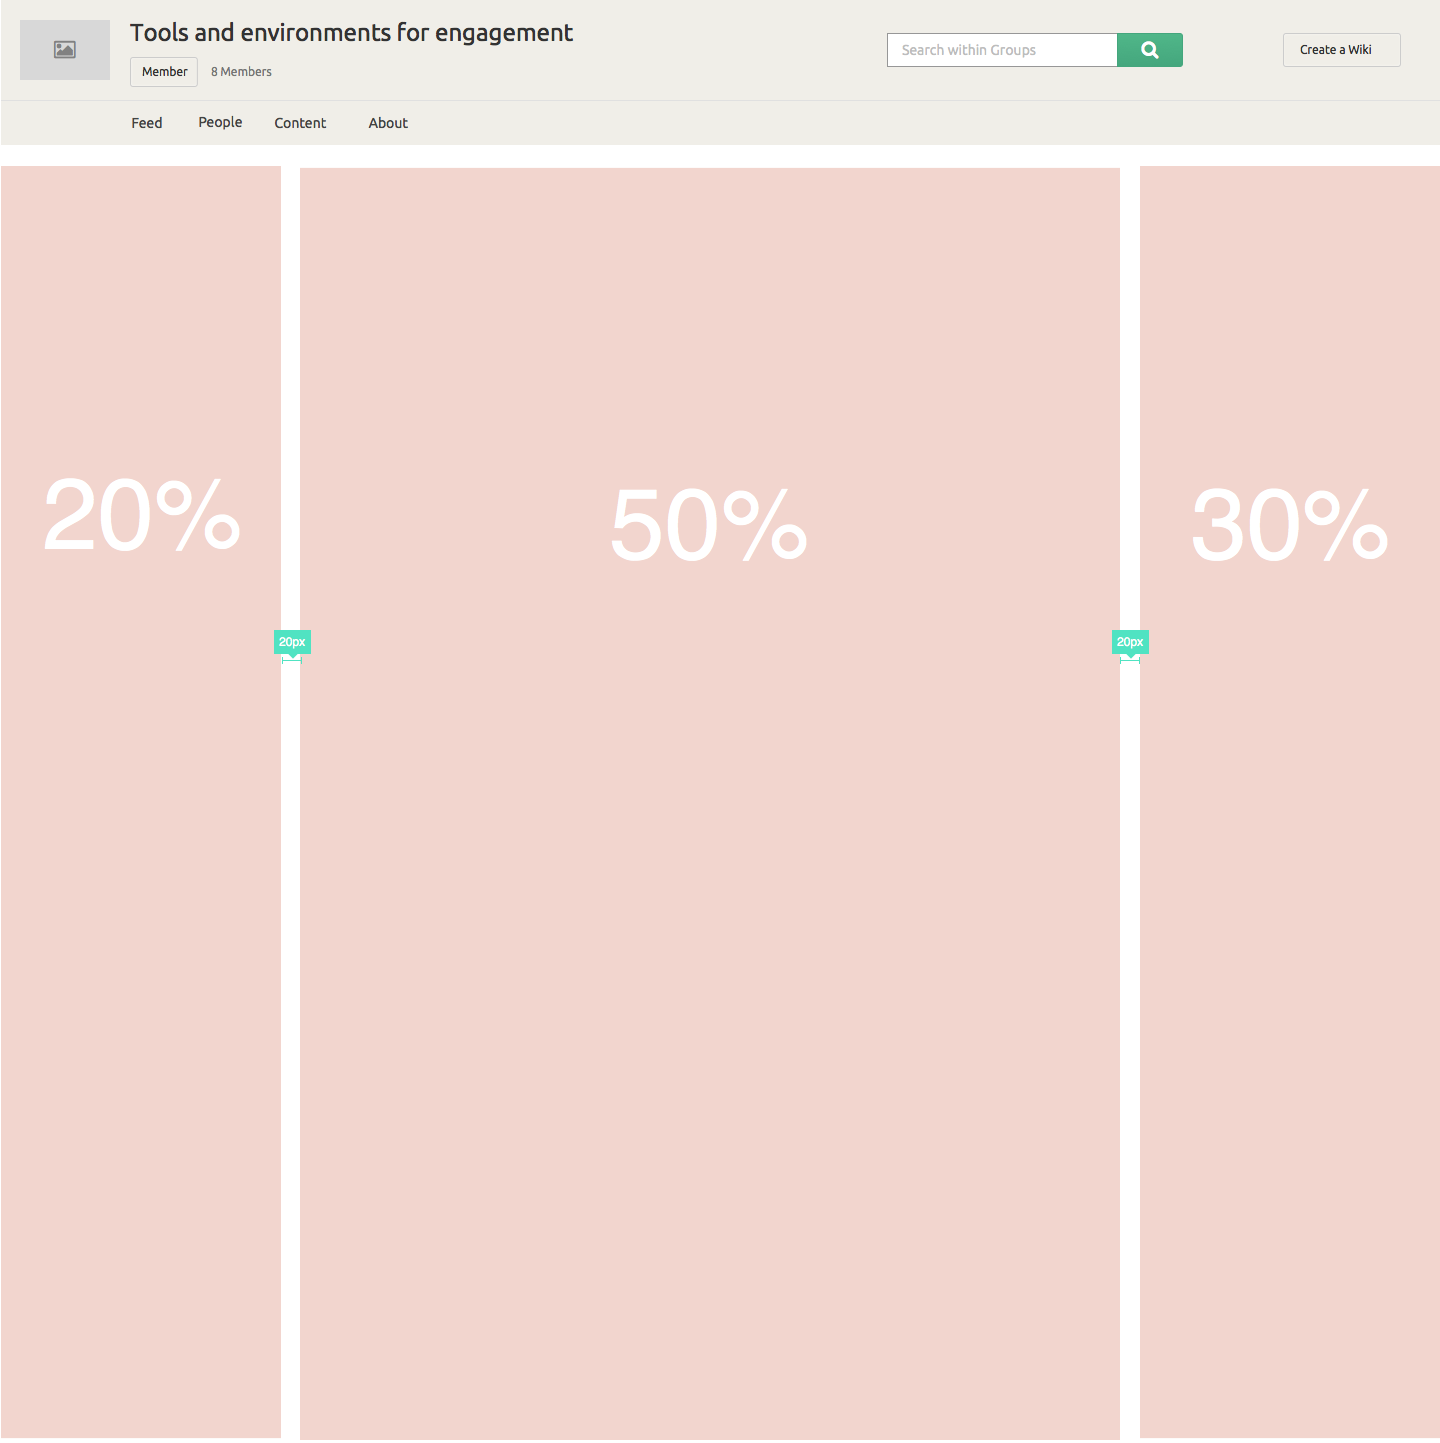 Tools and environments for engagement
Member 8 Members
Search within Groups
Create a Wiki
Feed People Content About
20% 50% 30%
20px 20px